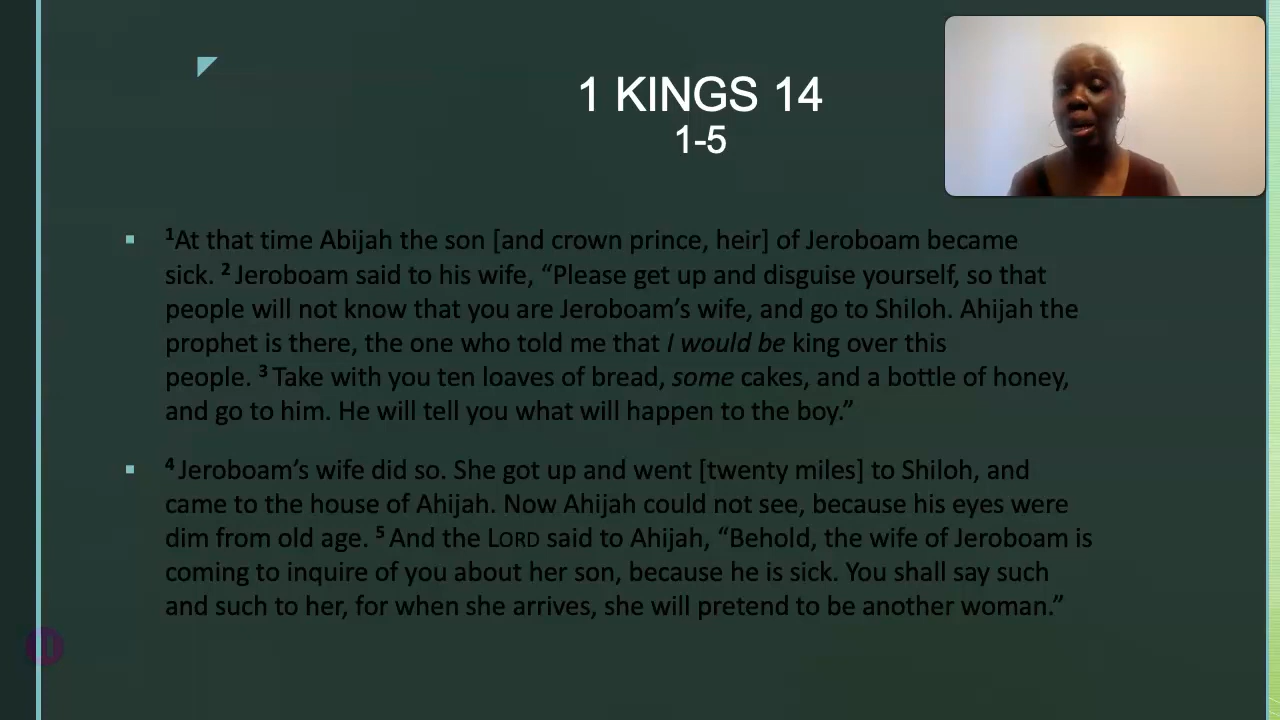 1 KINGS 14
1-5
▪ ¹At that time Abijah the son [and crown prince, heir] of Jeroboam became
sick. ² Jeroboam said to his wife, “Please get up and disguise yourself, so that
people will not know that you are Jeroboam’s wife, and go to Shiloh. Ahijah the
prophet is there, the one who told me that I would be king over this
people. ³ Take with you ten loaves of bread, some cakes, and a bottle of honey,
and go to him. He will tell you what will happen to the boy.”
▪ ⁴ Jeroboam’s wife did so. She got up and went [twenty miles] to Shiloh, and
came to the house of Ahijah. Now Ahijah could not see, because his eyes were
dim from old age. ⁵ And the LORD said to Ahijah, “Behold, the wife of Jeroboam is
coming to inquire of you about her son, because he is sick. You shall say such
and such to her, for when she arrives, she will pretend to be another woman.”